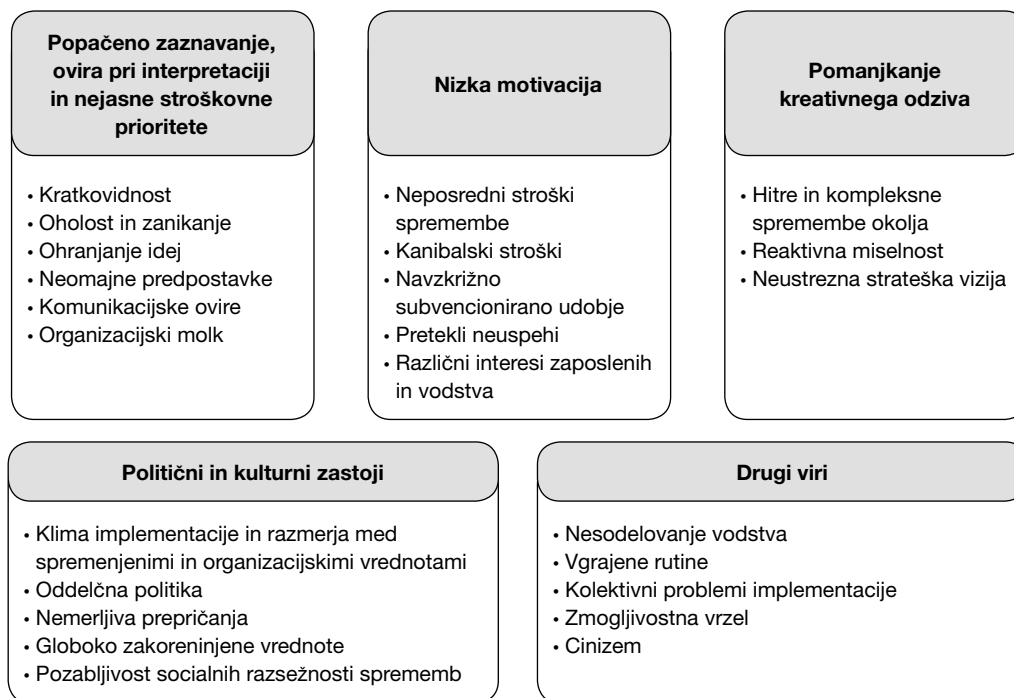 Popačeno zaznavanje,
ovira pri interpretaciji
in nejasne stroškovne
prioritete
• Kratkovidnost
• Oholost in zanikanje
• Ohranjanje idej
• Neomajne predpostavke
• Komunikacijske ovire
• Organizacijski molk
Nizka motivacija
• Neposredni stroški
spremembe
• Kanibalski stroški
• Navzkrižno
subvencionirano udobje
• Pretekli neuspehi
• Različni interesi zaposlenih
in vodstva
Pomanjkanje
kreativnega odziva
• Hitre in kompleksne
spremembe okolja
• Reaktivna miselnost
• Neustrezna strateška vizija
Politični in kulturni zastoji
• Klima implementacije in razmerja med
spremenjenimi in organizacijskimi vrednotami
• Oddelčna politika
• Nemerljiva prepričanja
• Globoko zakoreninjene vrednote
• Pozabljivost socialnih razsežnosti sprememb
Drugi viri
• Nesodelovanje vodstva
• Vgrajene rutine
• Kolektivni problemi implementacije
• Zmogljivostna vrzel
• Cinizem